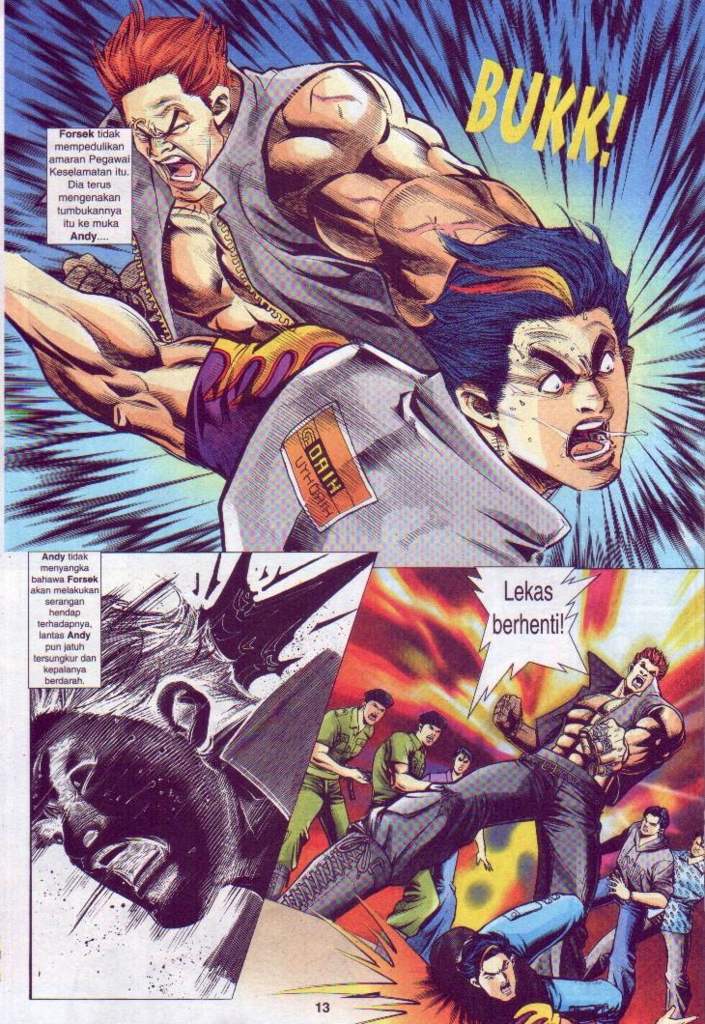 Forsek tidak
mempedulikan
amaran Pegawai
Keselamatan itu.
Dia terus
mengenakan
tumbukannya
itu ke muka
Andy....
BUKK!
Andy tidak
menyangka
bahawa Forsek
akan melakukan
serangan
hendap
terhadapnya,
lantas Andy
pun jatuh
tersungkur dan
kepalanya
berdarah.
Lekas
berhenti!
13